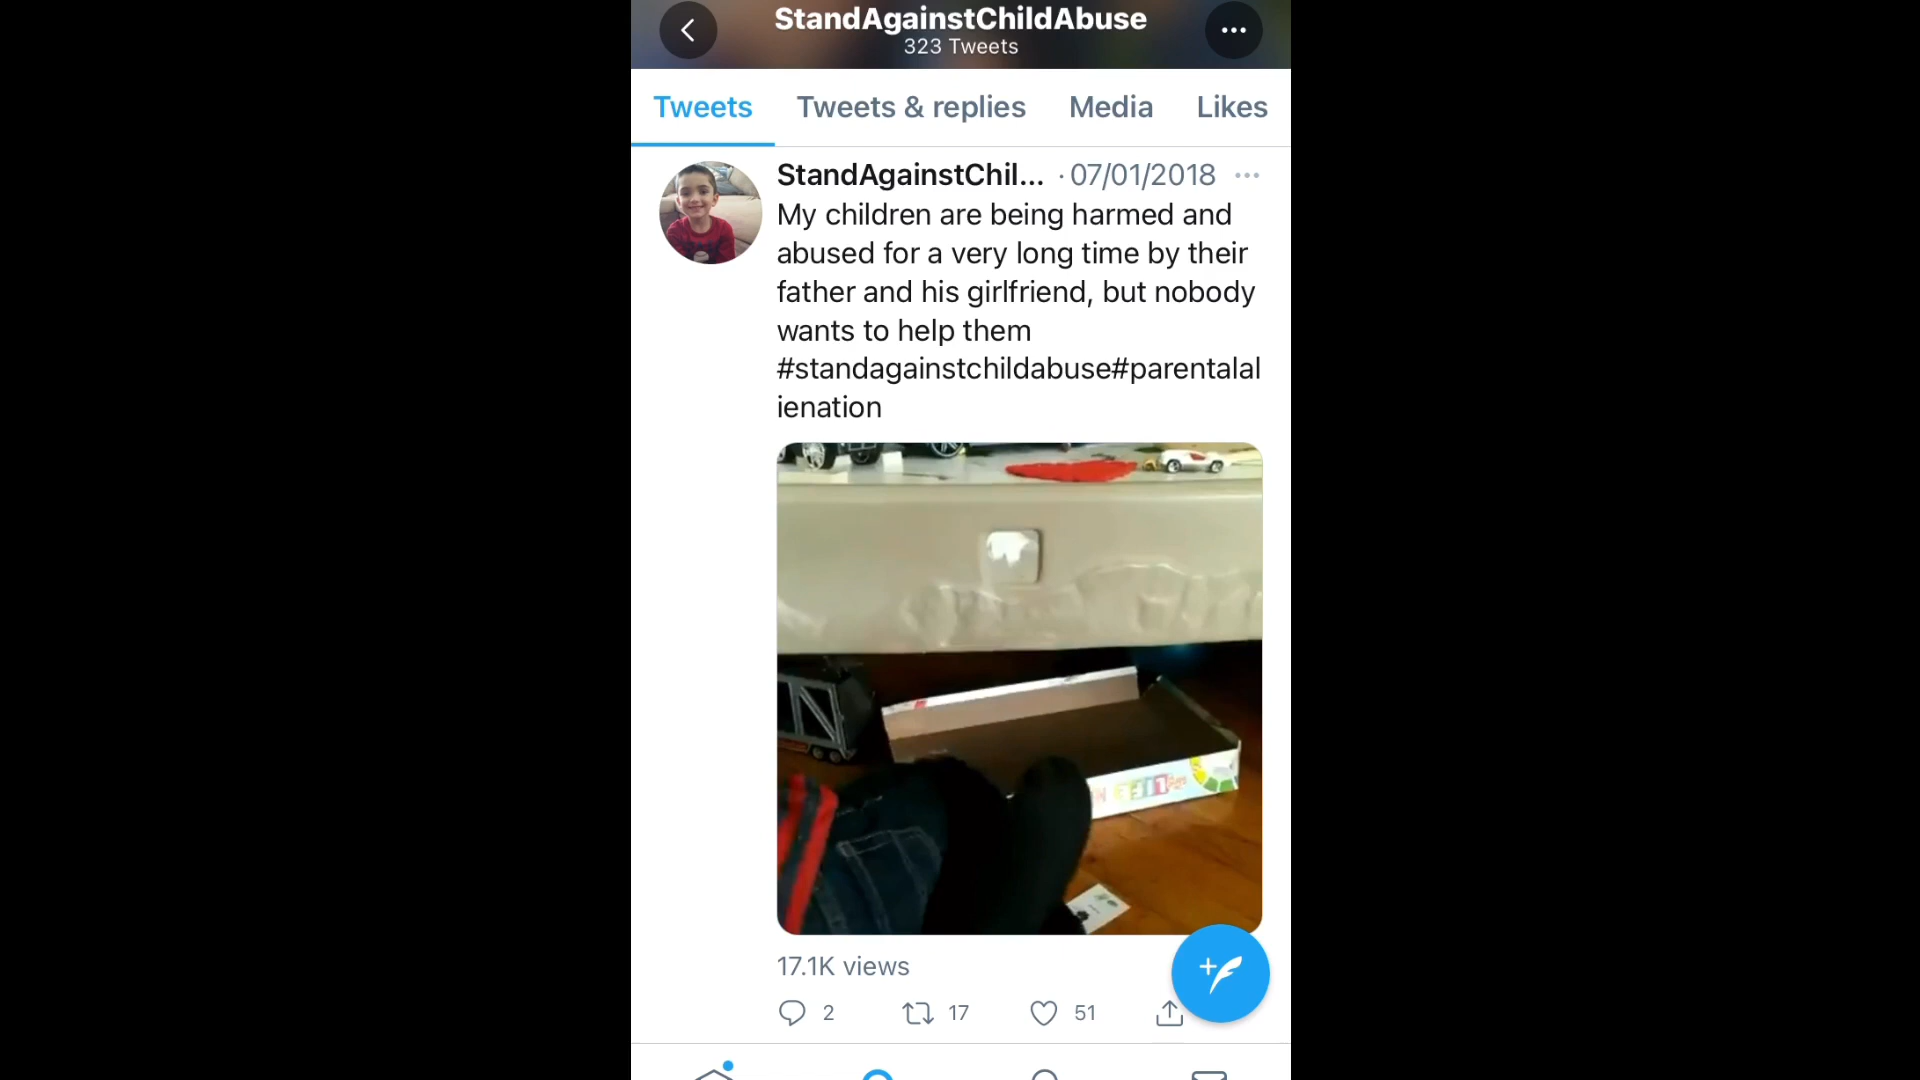 StandAgainstChildAbuse
323 Tweets
Tweets Tweets & replies Media Likes
StandAgainstChil... · 07/01/2018
My children are being harmed and
abused for a very long time by their
father and his girlfriend, but nobody
wants to help them
#standagainstchildabuse#parentalal
ienation
LIFE
17.1K views
2 17 51